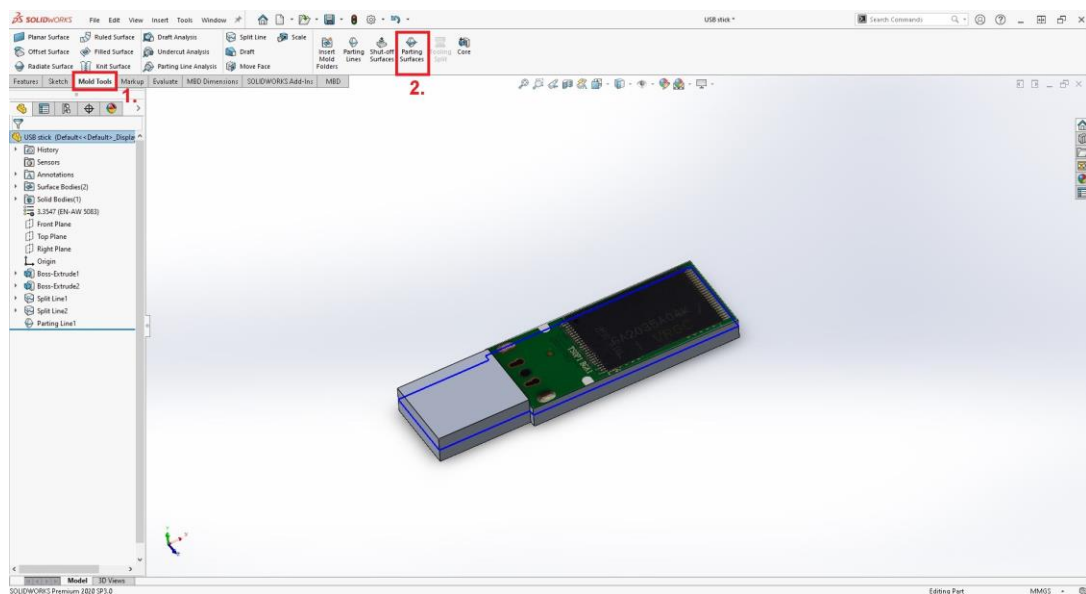 SOLIDWORKS File Edit View Insert Tools Window USB stick * Search Commands
Planar Surface Ruled Surface Draft Analysis Split Line Scale
Offset Surface Filled Surface Undercut Analysis Draft
Radiate Surface Knit Surface Parting Line Analysis Move Face
Insert Mold Folders Parting Lines Shut-off Surfaces Parting Surfaces Tooling Split Core
Features Sketch Mold Tools Markup Evaluate MBD Dimensions SOLIDWORKS Add-Ins MBD
1.
2.
USB stick (Default<<Default>_Displa
History
Sensors
Annotations
Surface Bodies(2)
Solid Bodies(1)
3.3547 (EN-AW 5083)
Front Plane
Top Plane
Right Plane
Origin
Boss-Extrude1
Boss-Extrude2
Split Line1
Split Line2
Parting Line1
Model 3D Views
SOLIDWORKS Premium 2020 SP3.0 Editing Part MMGS